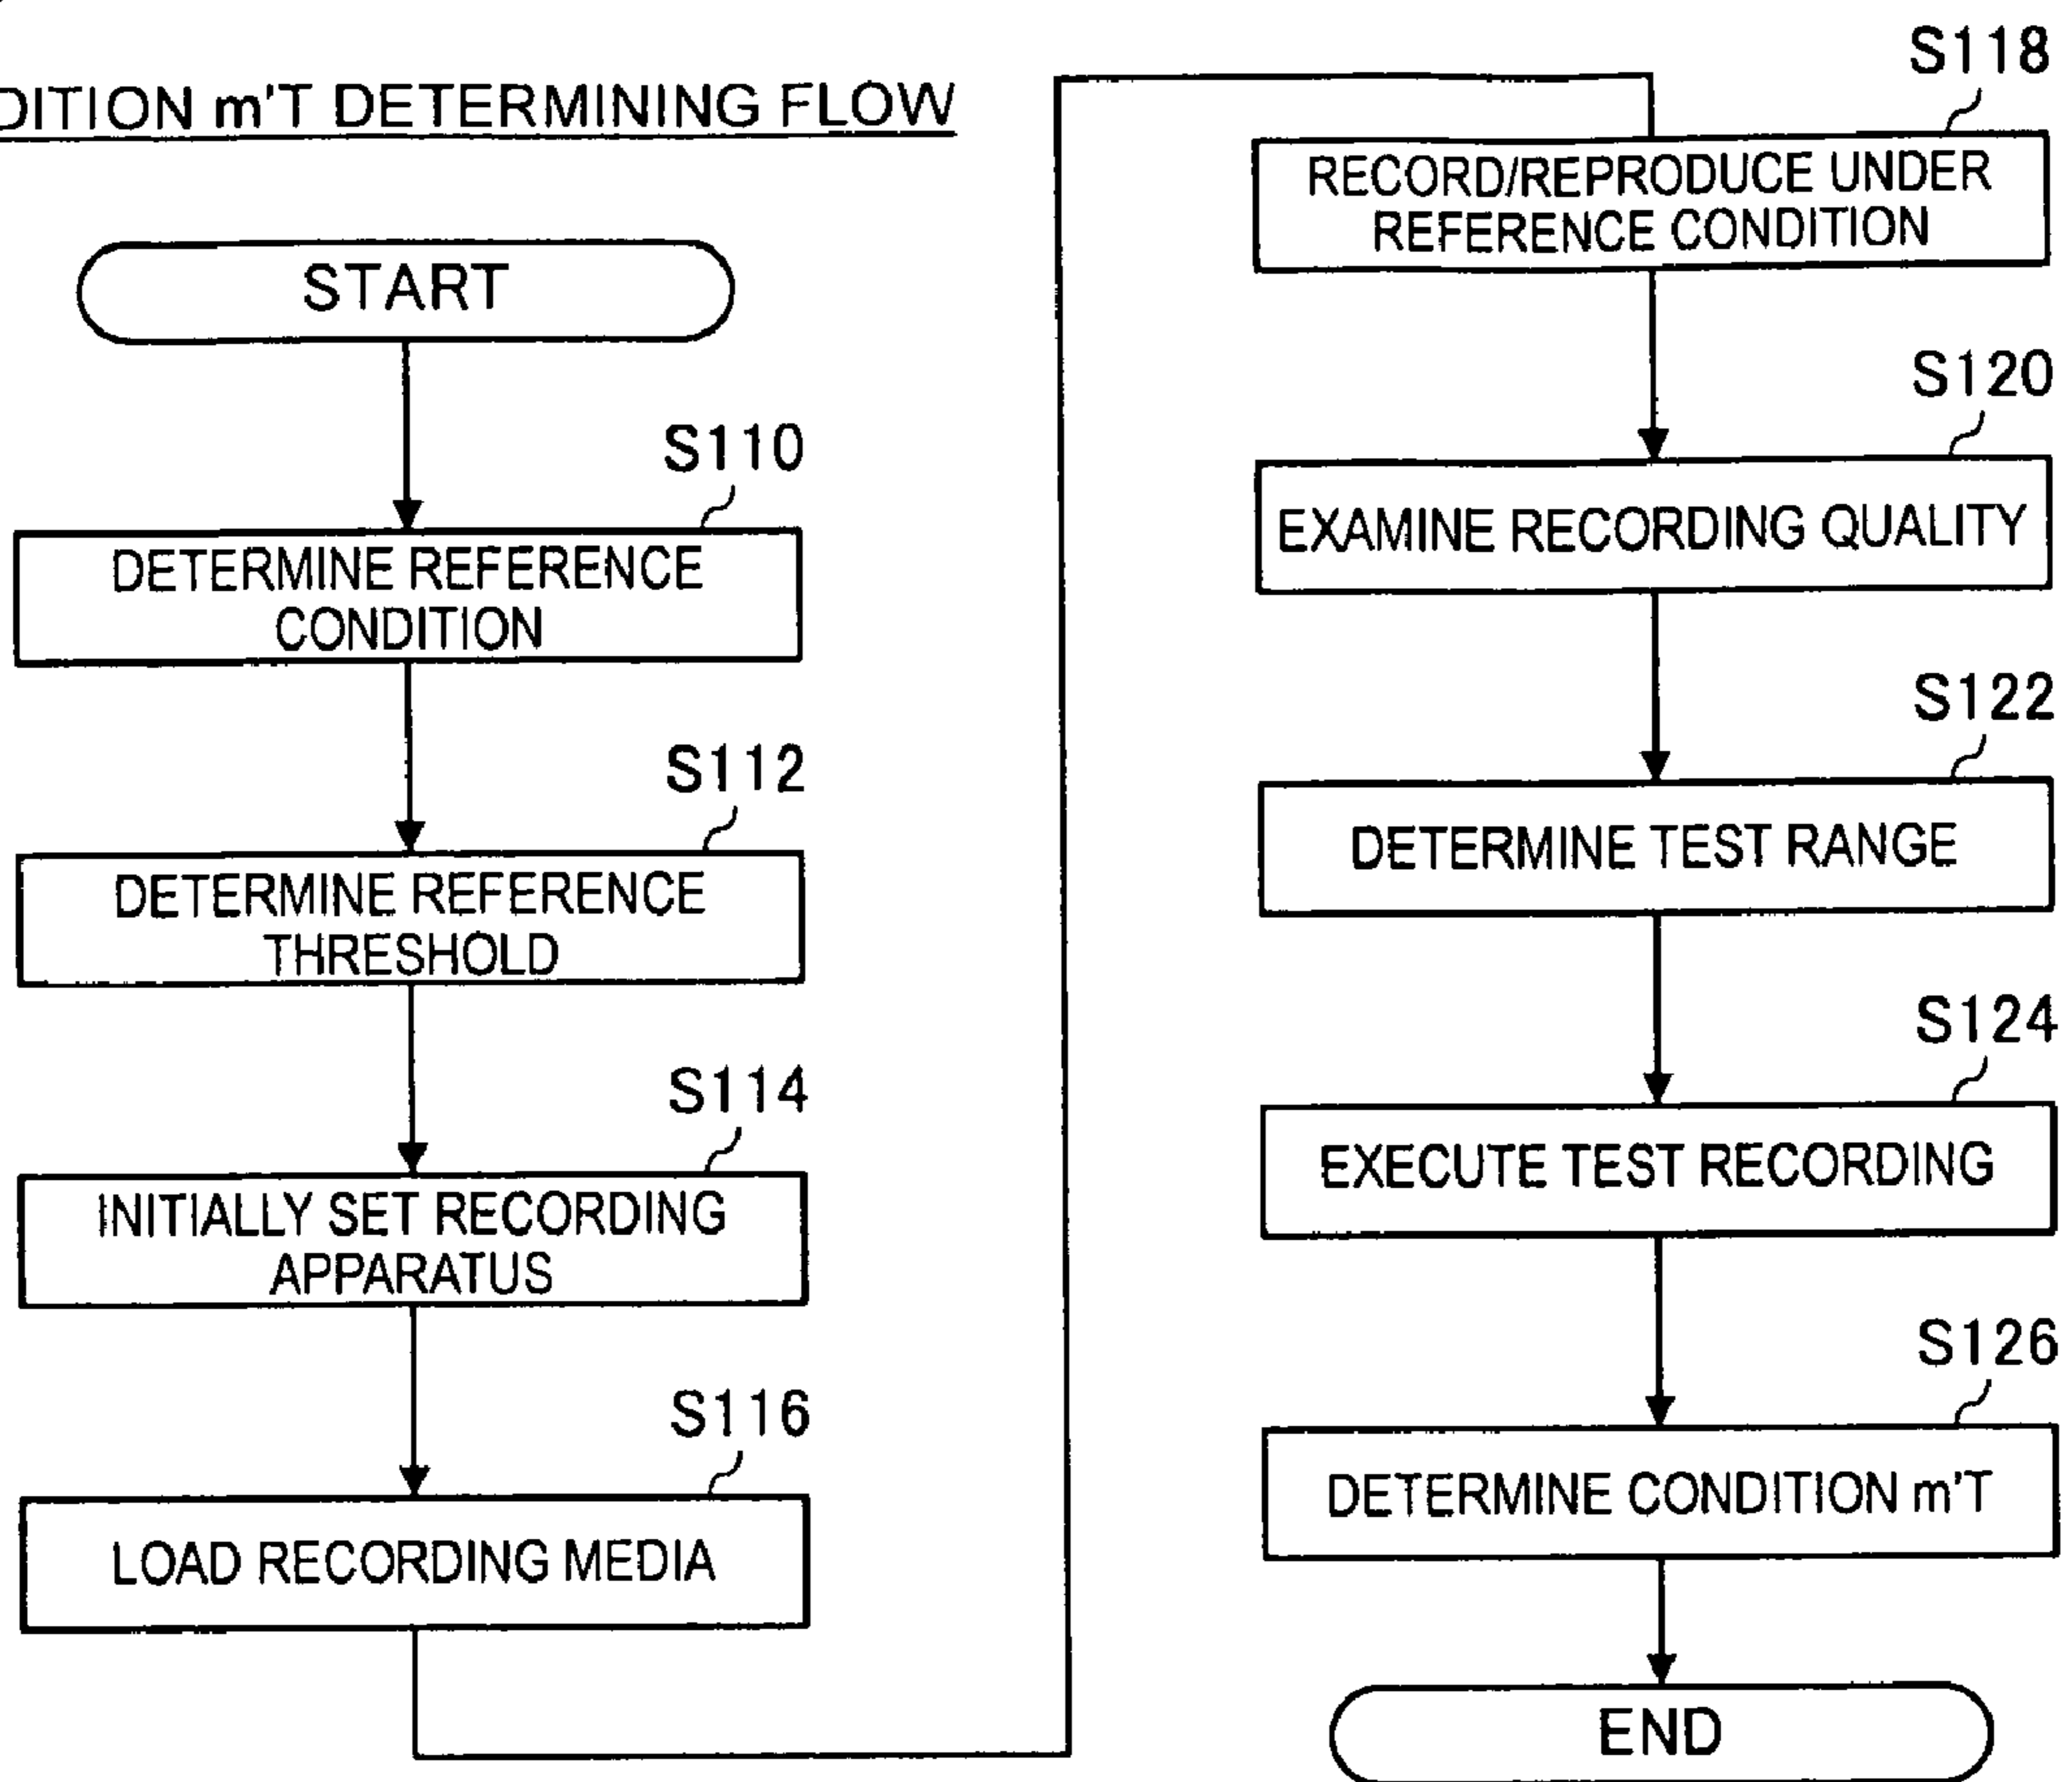 DITION m'T DETERMINING FLOW
START
S110
DETERMINE REFERENCE
CONDITION
S112
DETERMINE REFERENCE
THRESHOLD
S114
INITIALLY SET RECORDING
APPARATUS
S116
LOAD RECORDING MEDIA
S118
RECORD/REPRODUCE UNDER
REFERENCE CONDITION
S120
EXAMINE RECORDING QUALITY
S122
DETERMINE TEST RANGE
S124
EXECUTE TEST RECORDING
S126
DETERMINE CONDITION m'T
END